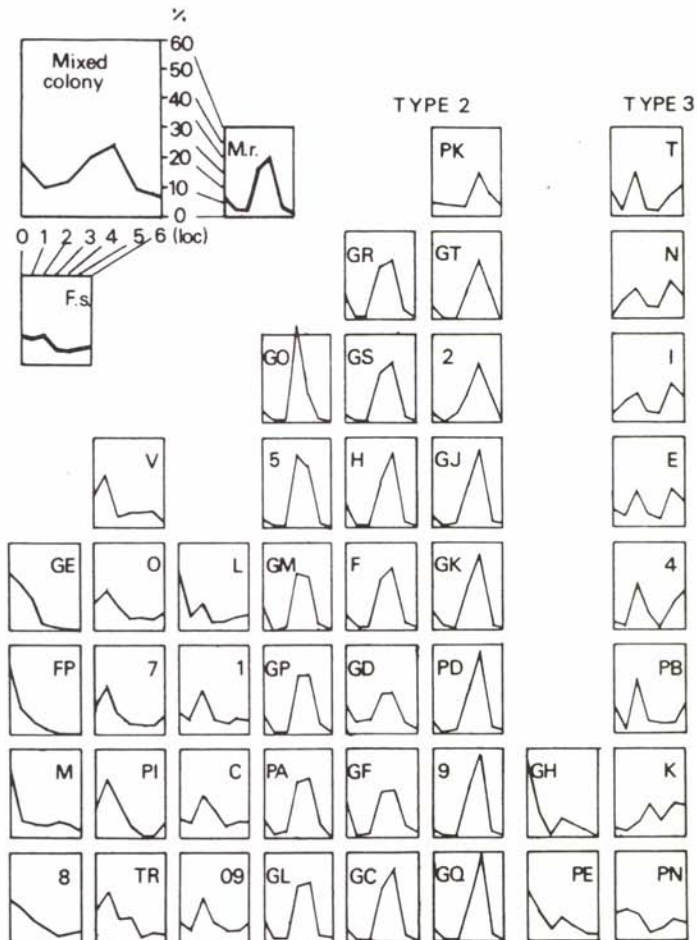 %
60
Mixed
colony
50
40
TYPE 2
TYPE 3
30
M.r.
PK
T
20
10
0
0 1 2 3 4 5 6 (loc)
GR
GT
N
F.s.
GO
GS
2
I
V
5
H
GJ
E
GE
O
L
GM
F
GK
4
FP
7
1
GP
GD
PD
PB
M
PI
C
PA
GF
9
GH
K
8
TR
09
GL
GC
GQ
PE
PN